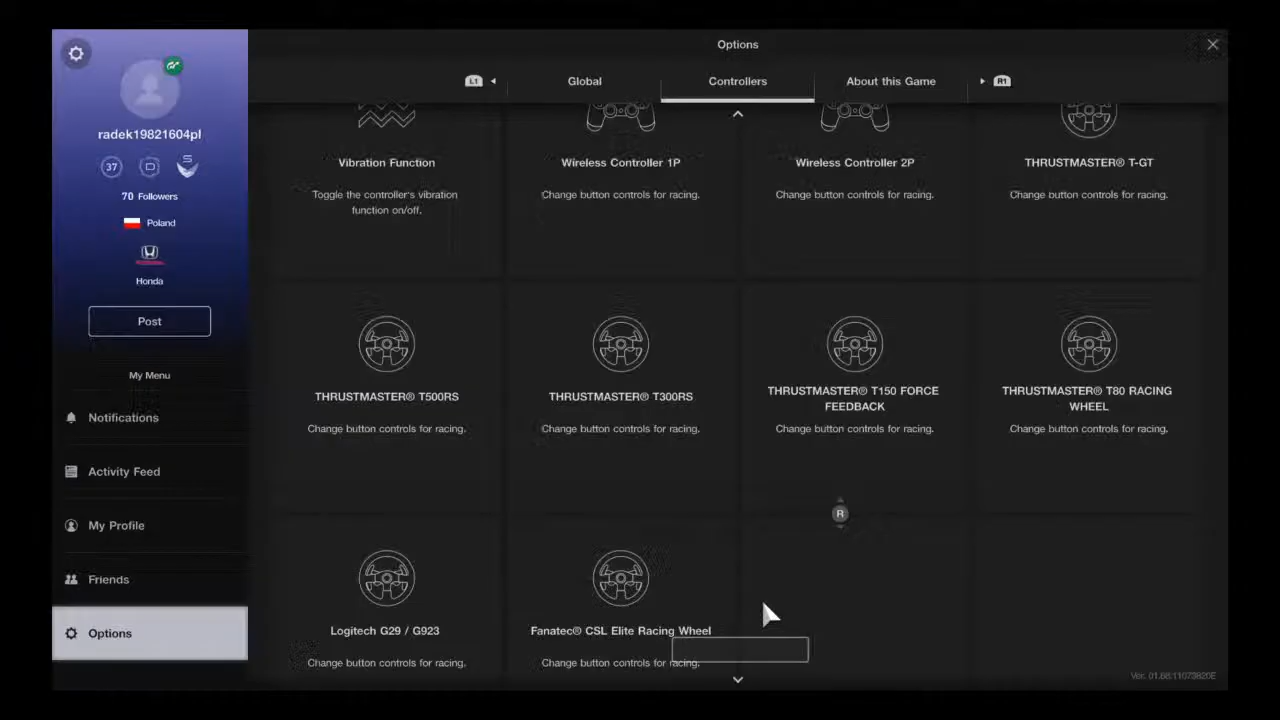 Options
L1
Global
Controllers
About this Game
R1
radek19821604pl
37
D
S
70 Followers
Poland
Honda
Post
My Menu
Notifications
Activity Feed
My Profile
Friends
Options
Vibration Function
Toggle the controller's vibration
function on/off.
Wireless Controller 1P
Change button controls for racing.
Wireless Controller 2P
Change button controls for racing.
THRUSTMASTER® T-GT
Change button controls for racing.
THRUSTMASTER® T500RS
Change button controls for racing.
THRUSTMASTER® T300RS
Change button controls for racing.
THRUSTMASTER® T150 FORCE
FEEDBACK
Change button controls for racing.
THRUSTMASTER® T80 RACING
WHEEL
Change button controls for racing.
R
Logitech G29 / G923
Change button controls for racing.
Fanatec® CSL Elite Racing Wheel
Change button controls for racing.